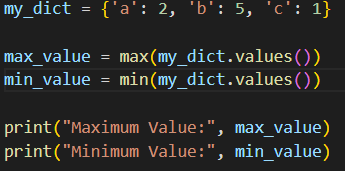 my_dict = {'a': 2, 'b': 5, 'c': 1}
max_value = max(my_dict.values())
min_value = min(my_dict.values())
print("Maximum Value:", max_value)
print("Minimum Value:", min_value)